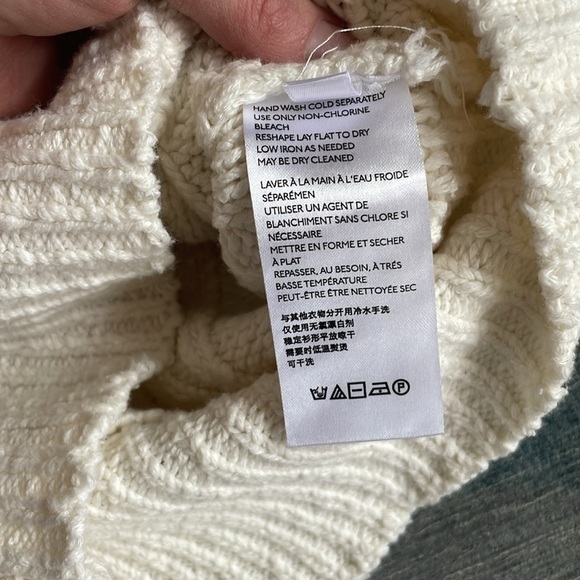 HAND WASH COLD SEPARATELY
USE ONLY NON-CHLORINE
BLEACH
RESHAPE LAY FLAT TO DRY
LOW IRON AS NEEDED
MAY BE DRY CLEANED
LAVER À LA MAIN À L'EAU FROIDE
SÉPARÉMEN
UTILISER UN AGENT DE
BLANCHIMENT SANS CHLORE SI
NÉCESSAIRE
METTRE EN FORME ET SECHER
À PLAT
REPASSER, AU BESOIN, À TRÉS
BASSE TEMPÉRATURE
PEUT-ÊTRE ÊTRE NETTOYÉE SEC
与其他衣物分开用冷水手洗
仅使用无氯漂白剂
稳定衫形平放晾干
需要时低温熨烫
可干洗
P